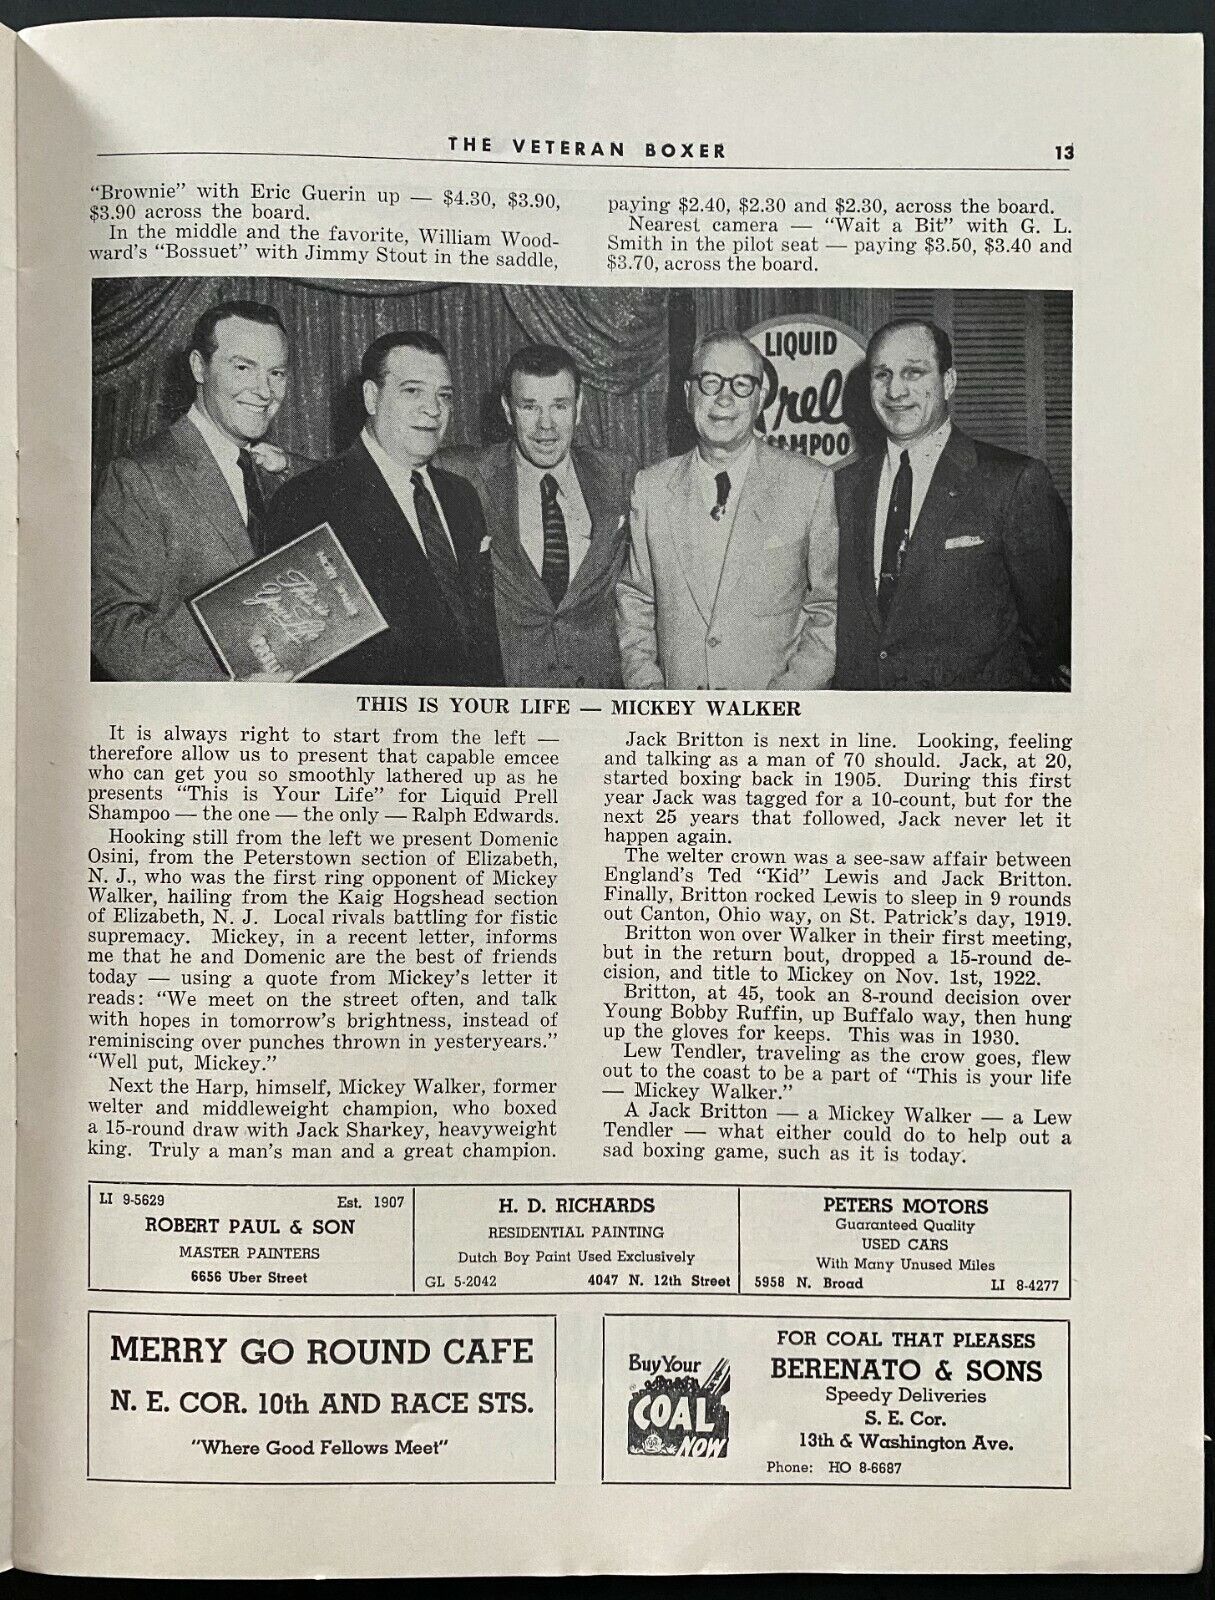 THE VETERAN BOXER 13
"Brownie" with Eric Guerin up — $4.30, $3.90,
$3.90 across the board.
In the middle and the favorite, William Wood-
ward's "Bossuet" with Jimmy Stout in the saddle,
paying $2.40, $2.30 and $2.30, across the board.
Nearest camera — "Wait a Bit" with G. L.
Smith in the pilot seat — paying $3.50, $3.40 and
$3.70, across the board.
LIQUID
Prell
SHAMPOO
This is
Your Life
THIS IS YOUR LIFE — MICKEY WALKER
It is always right to start from the left —
therefore allow us to present that capable emcee
who can get you so smoothly lathered up as he
presents "This is Your Life" for Liquid Prell
Shampoo — the one — the only — Ralph Edwards.
Hooking still from the left we present Domenic
Osini, from the Peterstown section of Elizabeth,
N. J., who was the first ring opponent of Mickey
Walker, hailing from the Kaig Hogshead section
of Elizabeth, N. J. Local rivals battling for fistic
supremacy. Mickey, in a recent letter, informs
me that he and Domenic are the best of friends
today — using a quote from Mickey's letter it
reads: "We meet on the street often, and talk
with hopes in tomorrow's brightness, instead of
reminiscing over punches thrown in yesteryears."
"Well put, Mickey."
Next the Harp, himself, Mickey Walker, former
welter and middleweight champion, who boxed
a 15-round draw with Jack Sharkey, heavyweight
king. Truly a man's man and a great champion.
Jack Britton is next in line. Looking, feeling
and talking as a man of 70 should. Jack, at 20,
started boxing back in 1905. During this first
year Jack was tagged for a 10-count, but for the
next 25 years that followed, Jack never let it
happen again.
The welter crown was a see-saw affair between
England's Ted "Kid" Lewis and Jack Britton.
Finally, Britton rocked Lewis to sleep in 9 rounds
out Canton, Ohio way, on St. Patrick's day, 1919.
Britton won over Walker in their first meeting,
but in the return bout, dropped a 15-round de-
cision, and title to Mickey on Nov. 1st, 1922.
Britton, at 45, took an 8-round decision over
Young Bobby Ruffin, up Buffalo way, then hung
up the gloves for keeps. This was in 1930.
Lew Tendler, traveling as the crow goes, flew
out to the coast to be a part of "This is your life
— Mickey Walker."
A Jack Britton — a Mickey Walker — a Lew
Tendler — what either could do to help out a
sad boxing game, such as it is today.
LI 9-5629 Est. 1907
ROBERT PAUL & SON
MASTER PAINTERS
6656 Uber Street
H. D. RICHARDS
RESIDENTIAL PAINTING
Dutch Boy Paint Used Exclusively
GL 5-2042 4047 N. 12th Street
PETERS MOTORS
Guaranteed Quality
USED CARS
With Many Unused Miles
5958 N. Broad LI 8-4277
MERRY GO ROUND CAFE
N. E. COR. 10th AND RACE STS.
"Where Good Fellows Meet"
Buy Your
COAL
NOW
FOR COAL THAT PLEASES
BERENATO & SONS
Speedy Deliveries
S. E. Cor.
13th & Washington Ave.
Phone: HO 8-6687